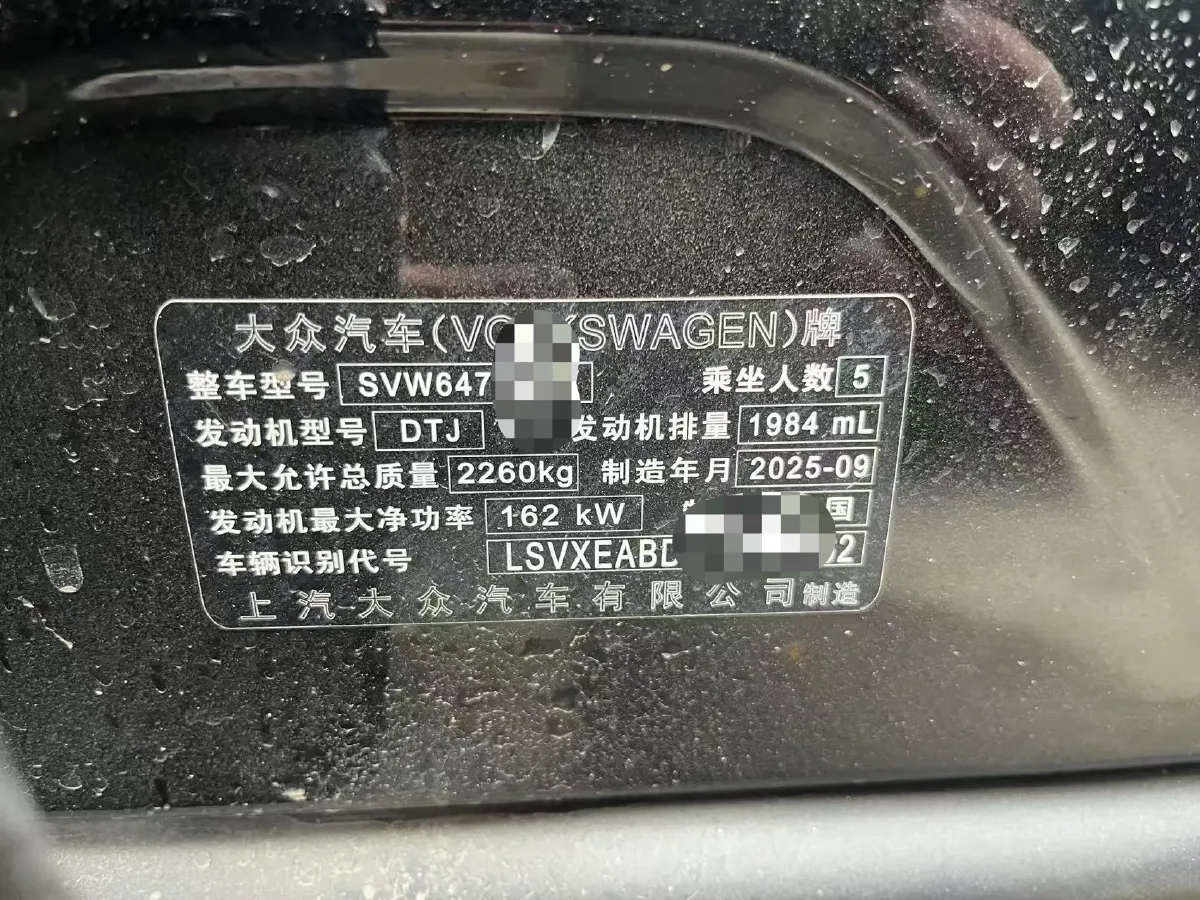 大众汽车(VO KSWAGEN)牌
整车型号 SVW647 乘坐人数 5
发动机型号 DTJ 发动机排量 1984 mL
最大允许总质量 2260kg 制造年月 2025-09
发动机最大净功率 162 kW 国
车辆识别代号 LSVXEABD 2
上汽大众汽车有限公司制造